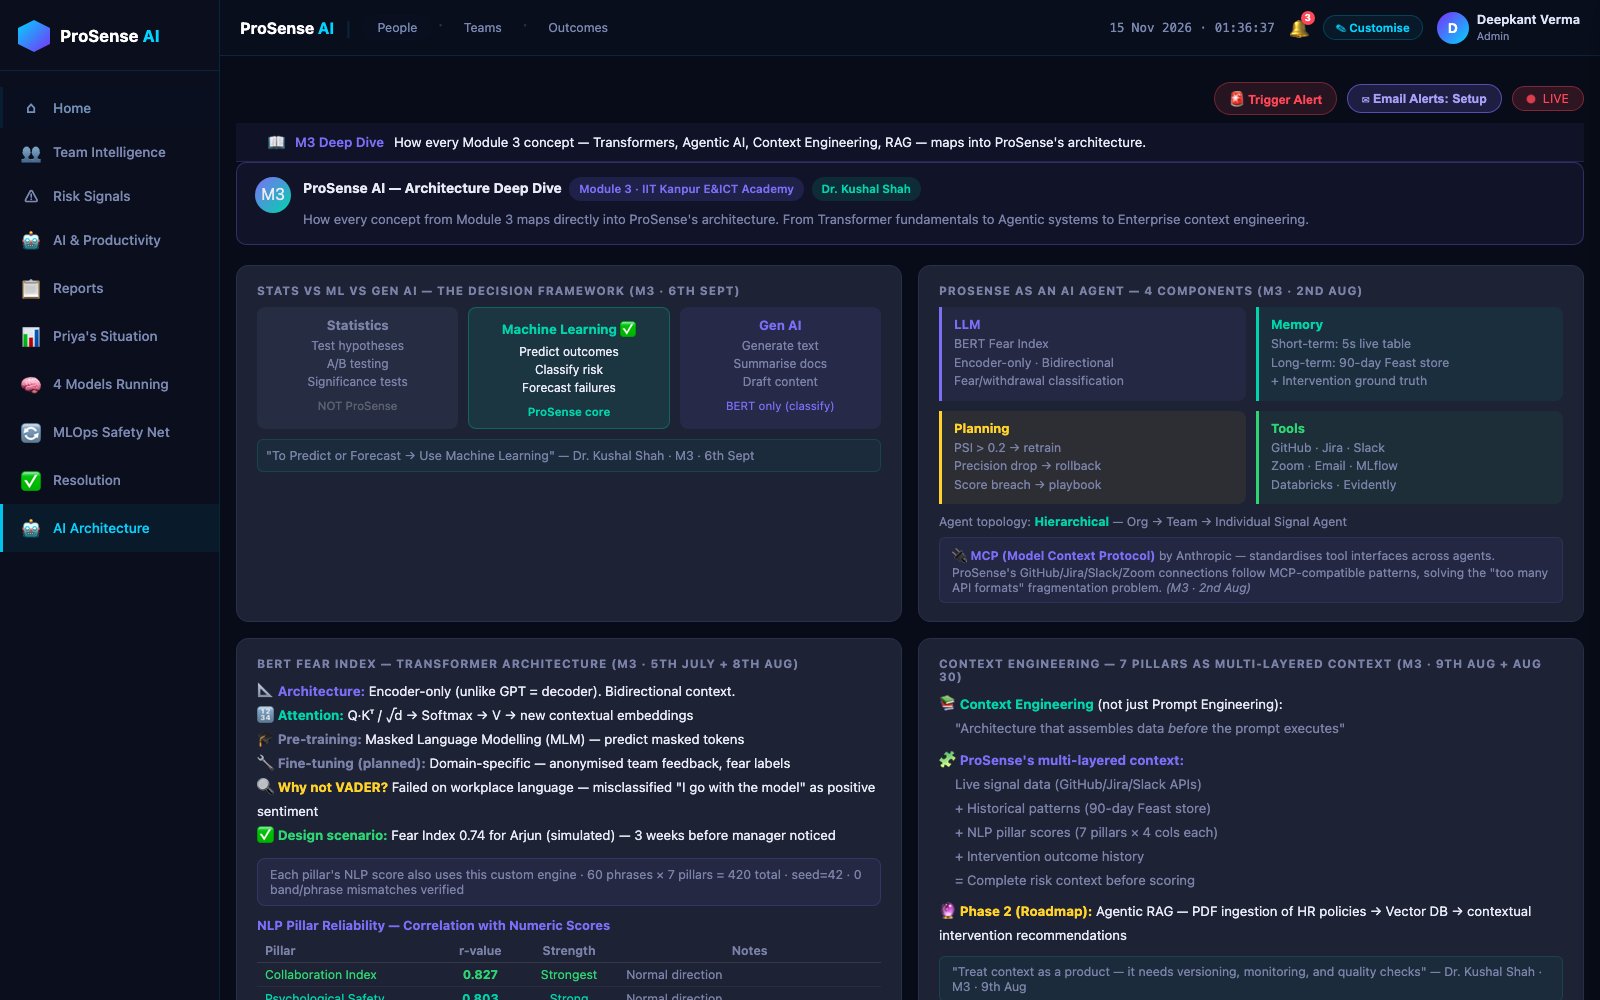 ProSense AI
Home
Team Intelligence
Risk Signals
AI & Productivity
Reports
Priya's Situation
4 Models Running
MLOps Safety Net
Resolution
AI Architecture
ProSense AI | People · Teams · Outcomes
15 Nov 2026 · 01:36:37
3
✎ Customise
D
Deepkant Verma
Admin
🚨 Trigger Alert
✉ Email Alerts: Setup
● LIVE
📖 M3 Deep Dive How every Module 3 concept — Transformers, Agentic AI, Context Engineering, RAG — maps into ProSense's architecture.
M3
ProSense AI — Architecture Deep Dive Module 3 · IIT Kanpur E&ICT Academy Dr. Kushal Shah
How every concept from Module 3 maps directly into ProSense's architecture. From Transformer fundamentals to Agentic systems to Enterprise context engineering.
STATS VS ML VS GEN AI — THE DECISION FRAMEWORK (M3 · 6TH SEPT)
Statistics
Test hypotheses
A/B testing
Significance tests
NOT ProSense
Machine Learning ✅
Predict outcomes
Classify risk
Forecast failures
ProSense core
Gen AI
Generate text
Summarise docs
Draft content
BERT only (classify)
"To Predict or Forecast → Use Machine Learning" — Dr. Kushal Shah · M3 · 6th Sept
PROSENSE AS AN AI AGENT — 4 COMPONENTS (M3 · 2ND AUG)
LLM
BERT Fear Index
Encoder-only · Bidirectional
Fear/withdrawal classification
Memory
Short-term: 5s live table
Long-term: 90-day Feast store
+ Intervention ground truth
Planning
PSI > 0.2 → retrain
Precision drop → rollback
Score breach → playbook
Tools
GitHub · Jira · Slack
Zoom · Email · MLflow
Databricks · Evidently
Agent topology: Hierarchical — Org → Team → Individual Signal Agent
🔌 MCP (Model Context Protocol) by Anthropic — standardises tool interfaces across agents.
ProSense's GitHub/Jira/Slack/Zoom connections follow MCP-compatible patterns, solving the "too many
API formats" fragmentation problem. (M3 · 2nd Aug)
BERT FEAR INDEX — TRANSFORMER ARCHITECTURE (M3 · 5TH JULY + 8TH AUG)
📐 Architecture: Encoder-only (unlike GPT = decoder). Bidirectional context.
🔢 Attention: Q·Kᵀ / √d → Softmax → V → new contextual embeddings
🎓 Pre-training: Masked Language Modelling (MLM) — predict masked tokens
🔧 Fine-tuning (planned): Domain-specific — anonymised team feedback, fear labels
🔍 Why not VADER? Failed on workplace language — misclassified "I go with the model" as positive
sentiment
✅ Design scenario: Fear Index 0.74 for Arjun (simulated) — 3 weeks before manager noticed
Each pillar's NLP score also uses this custom engine · 60 phrases × 7 pillars = 420 total · seed=42 · 0
band/phrase mismatches verified
NLP Pillar Reliability — Correlation with Numeric Scores
Pillar r-value Strength Notes
Collaboration Index 0.827 Strongest Normal direction
Psychological Safety 0.803 Strong Normal direction
CONTEXT ENGINEERING — 7 PILLARS AS MULTI-LAYERED CONTEXT (M3 · 9TH AUG + AUG
30)
📚 Context Engineering (not just Prompt Engineering):
"Architecture that assembles data before the prompt executes"
🧩 ProSense's multi-layered context:
Live signal data (GitHub/Jira/Slack APIs)
+ Historical patterns (90-day Feast store)
+ NLP pillar scores (7 pillars × 4 cols each)
+ Intervention outcome history
= Complete risk context before scoring
🔮 Phase 2 (Roadmap): Agentic RAG — PDF ingestion of HR policies → Vector DB → contextual
intervention recommendations
"Treat context as a product — it needs versioning, monitoring, and quality checks" — Dr. Kushal Shah ·
M3 · 9th Aug